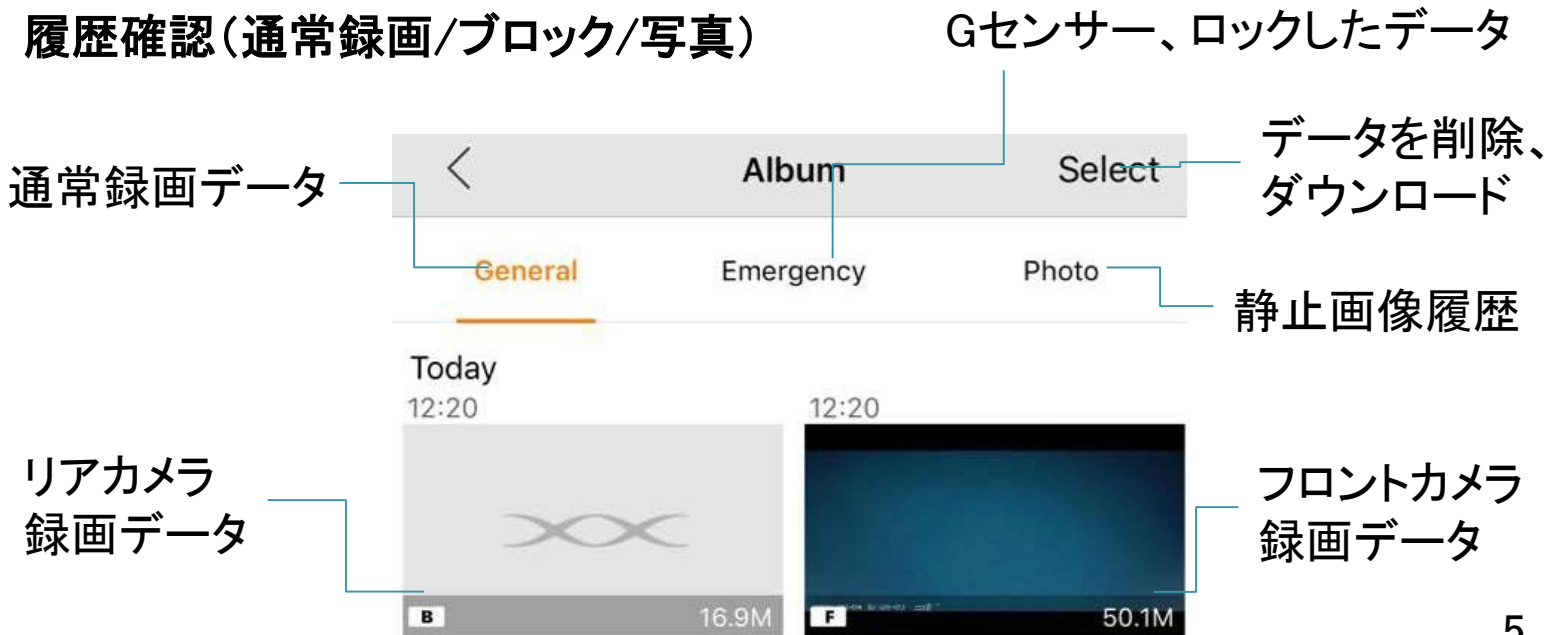 履歴確認(通常録画/ブロック/写真)
Gセンサー、ロックしたデータ
通常録画データ
< Album Select
データを削除、
ダウンロード
General Emergency Photo
静止画像履歴
Today
12:20 12:20
リアカメラ
録画データ
フロントカメラ
録画データ
B 16.9M
F 50.1M
5